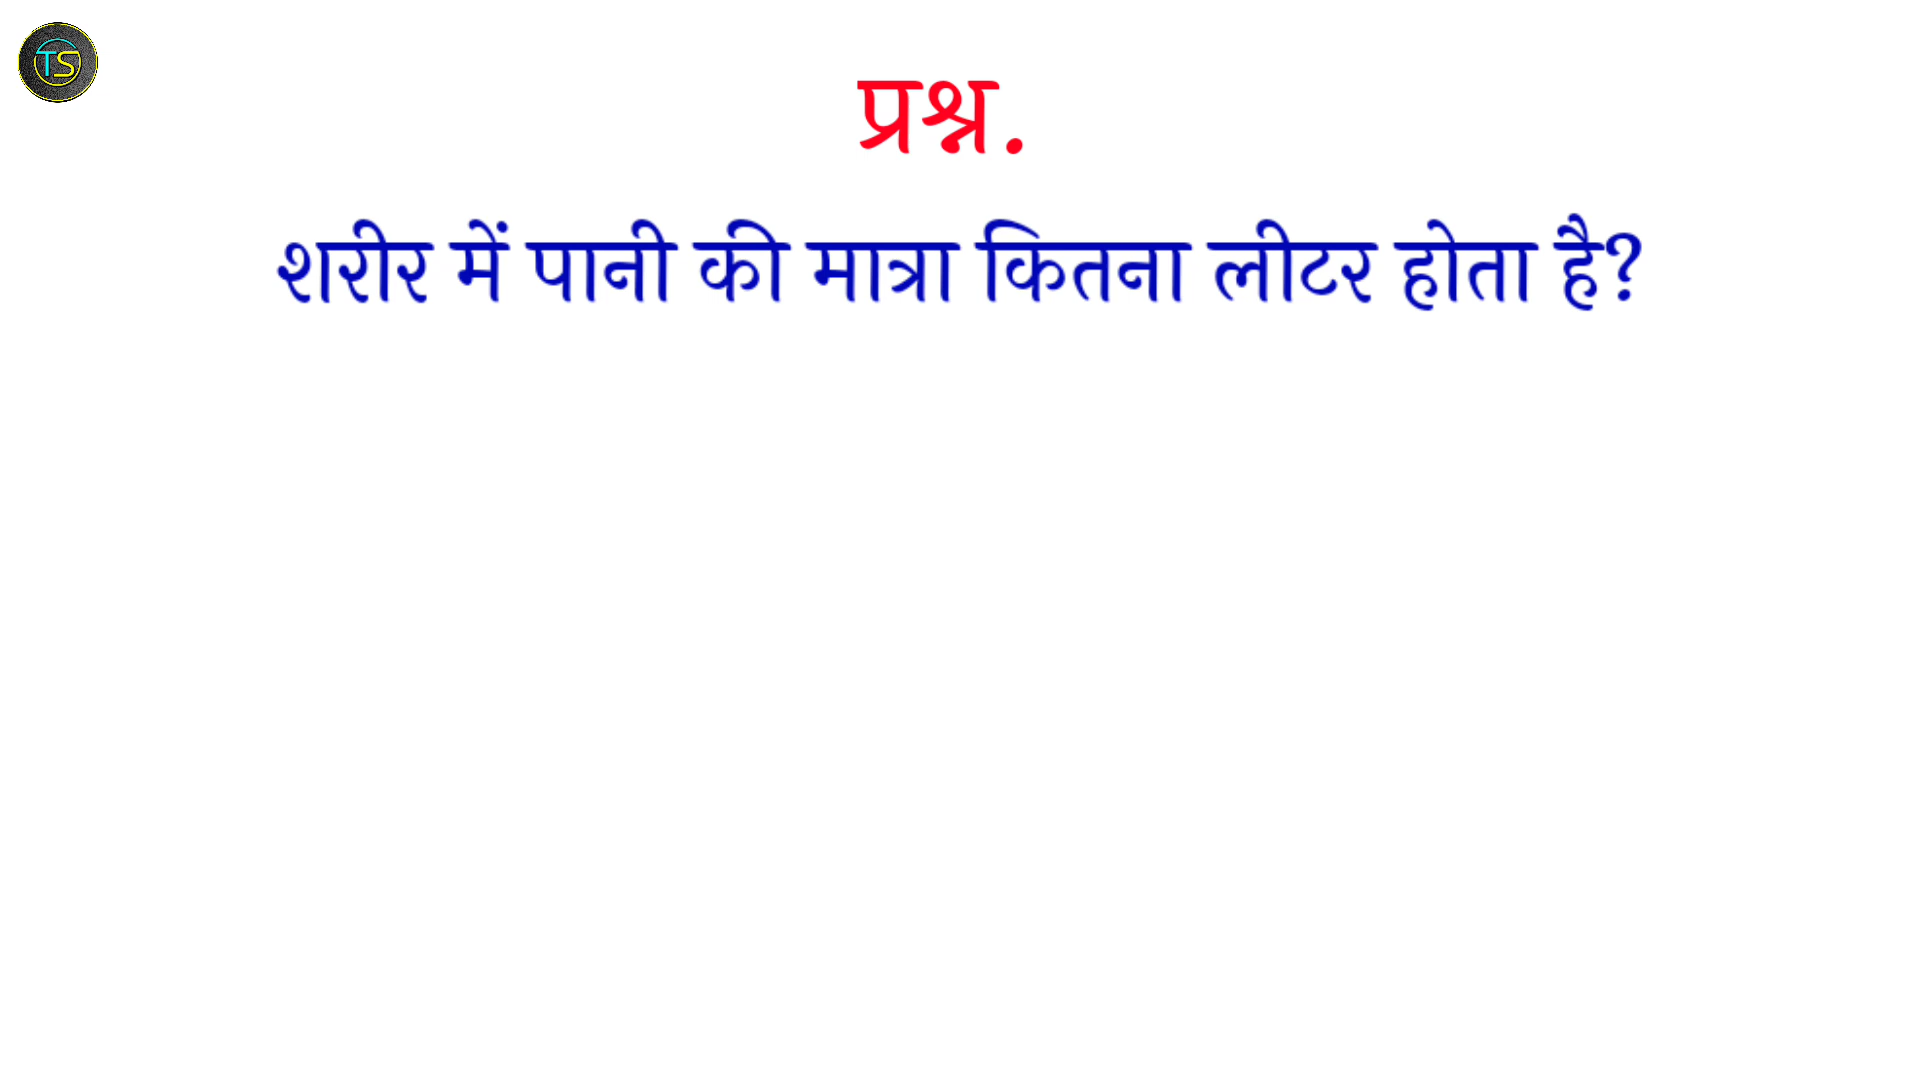 TS
प्रश्न.
शरीर में पानी की मात्रा कितना लीटर होता है?